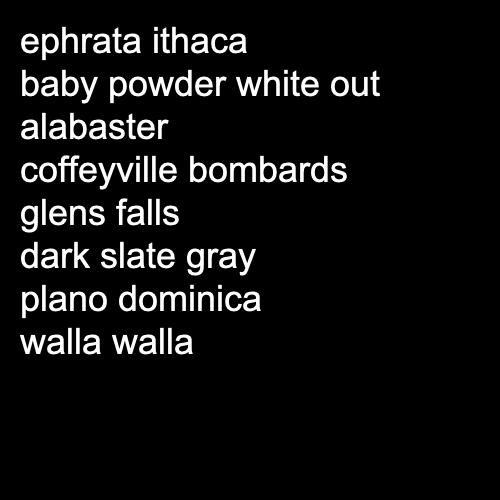 ephrata ithaca
baby powder white out
alabaster
coffeyville bombards
glens falls
dark slate gray
plano dominica
walla walla